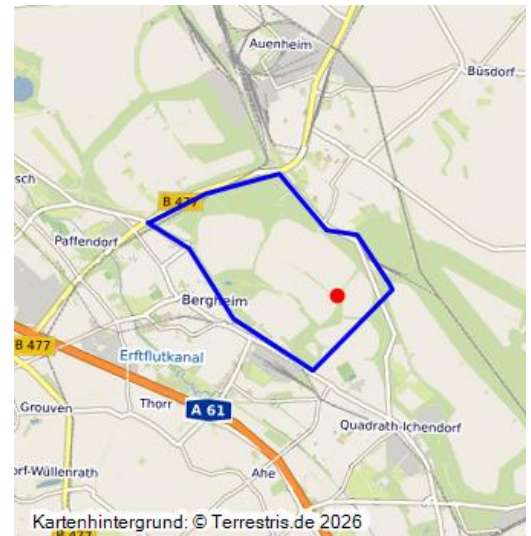 Auenheim
Büsdorf
sch
B 477
Paffendorf
Bergheim
B 477
Erftflutkanal
Thorr
A 61
Grouven
Quadrath-Ichendorf
Ahe
orf-Wüllenrath
Kartenhintergrund: © Terrestris.de 2026